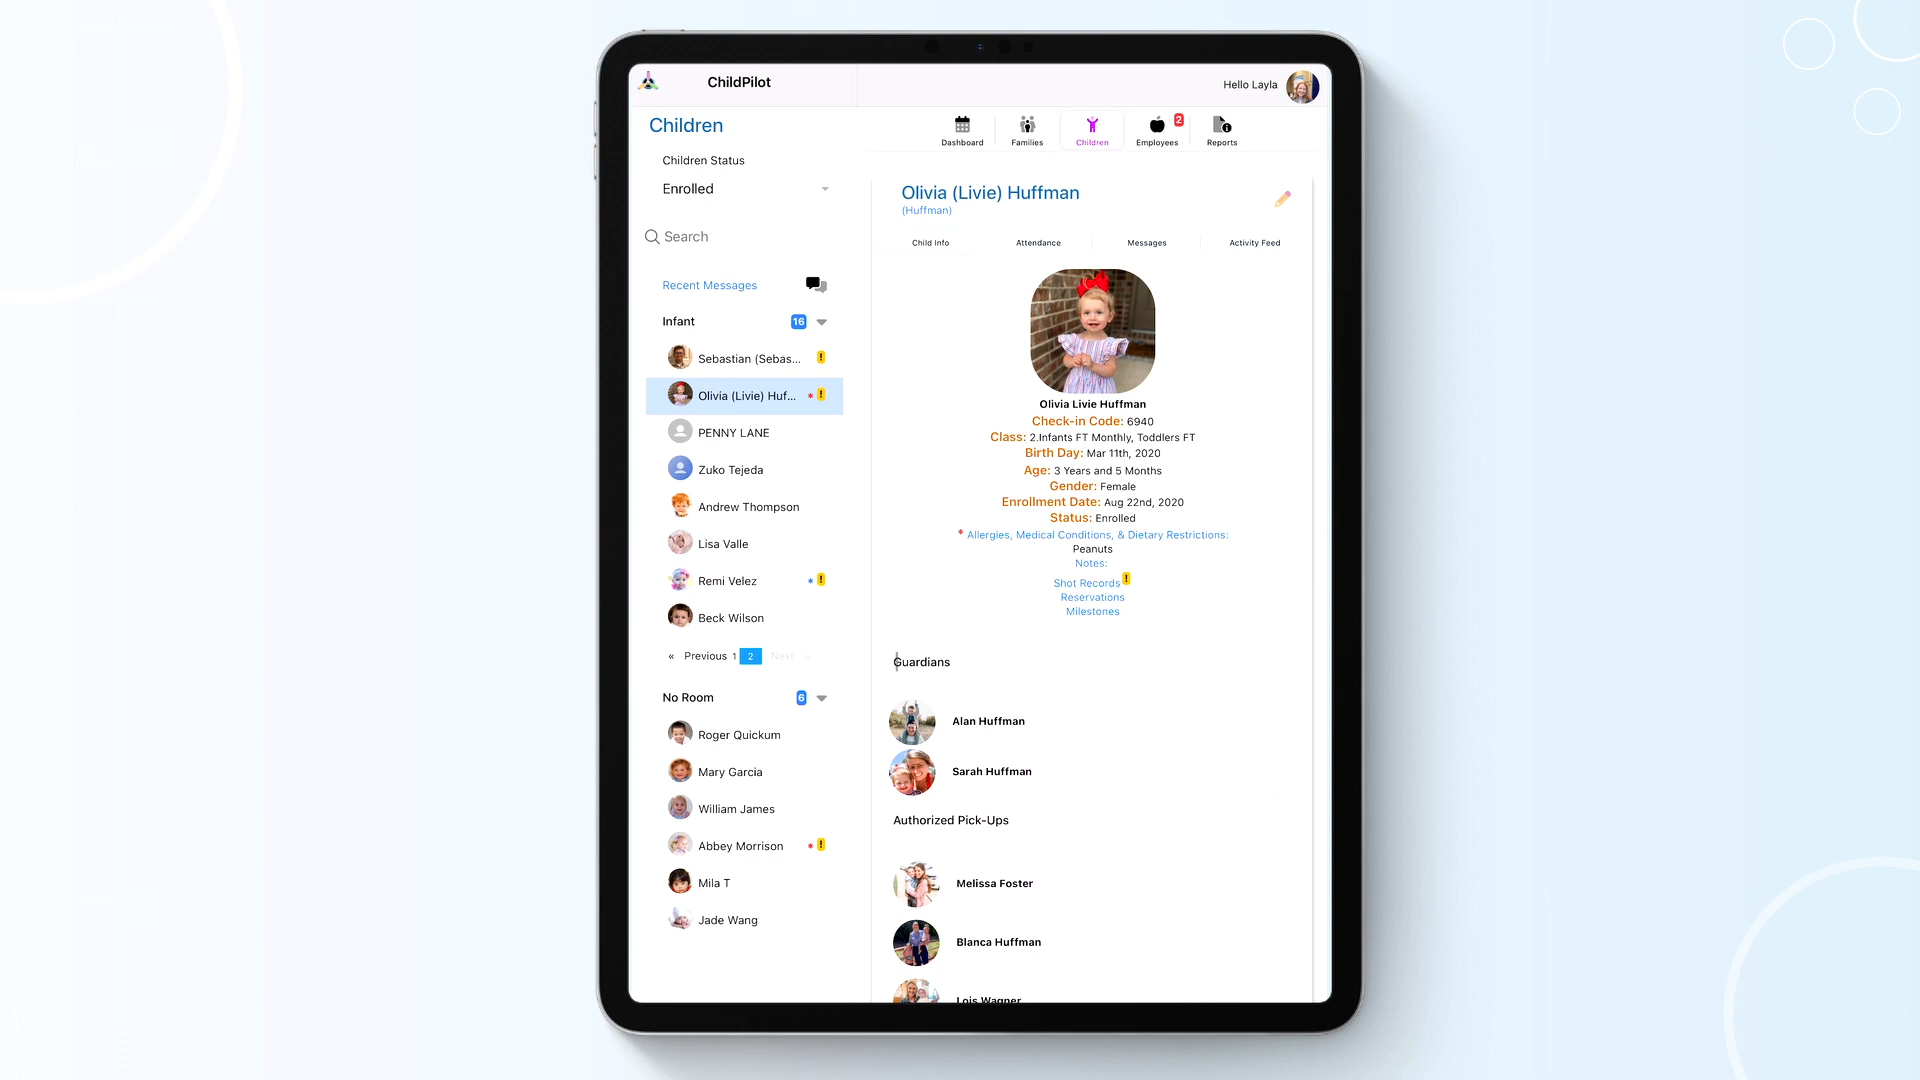 ChildPilot
Hello Layla
Children
Dashboard
Families
Children
Employees
2
Reports
Children Status
Enrolled
Search
Recent Messages
Infant
16
Sebastian (Sebas...
!
Olivia (Livie) Huf...
* !
PENNY LANE
Zuko Tejeda
Andrew Thompson
Lisa Valle
Remi Velez
* !
Beck Wilson
« Previous 1 2 Next »
No Room
6
Roger Quickum
Mary Garcia
William James
Abbey Morrison
* !
Mila T
Jade Wang
Olivia (Livie) Huffman
(Huffman)
Child Info
Attendance
Messages
Activity Feed
Olivia Livie Huffman
Check-in Code: 6940
Class: 2.Infants FT Monthly, Toddlers FT
Birth Day: Mar 11th, 2020
Age: 3 Years and 5 Months
Gender: Female
Enrollment Date: Aug 22nd, 2020
Status: Enrolled
* Allergies, Medical Conditions, & Dietary Restrictions:
Peanuts
Notes:
Shot Records !
Reservations
Milestones
Guardians
Alan Huffman
Sarah Huffman
Authorized Pick-Ups
Melissa Foster
Blanca Huffman
Lois Wagner